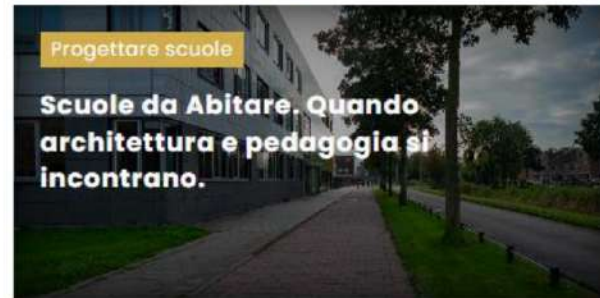 Progettare scuole
Scuole da Abitare. Quando
architettura e pedagogia si
incontrano.